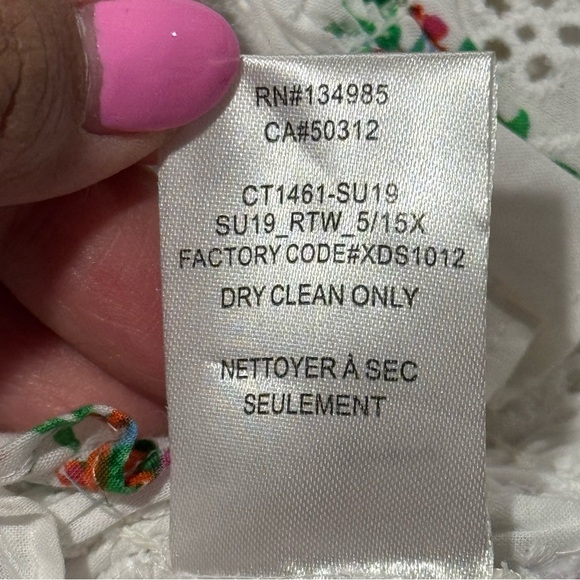 RN#134985
CA#50312
CT1461-SU19
SU19_RTW_5/15X
FACTORY CODE#XDS1012
DRY CLEAN ONLY
NETTOYER À SEC
SEULEMENT